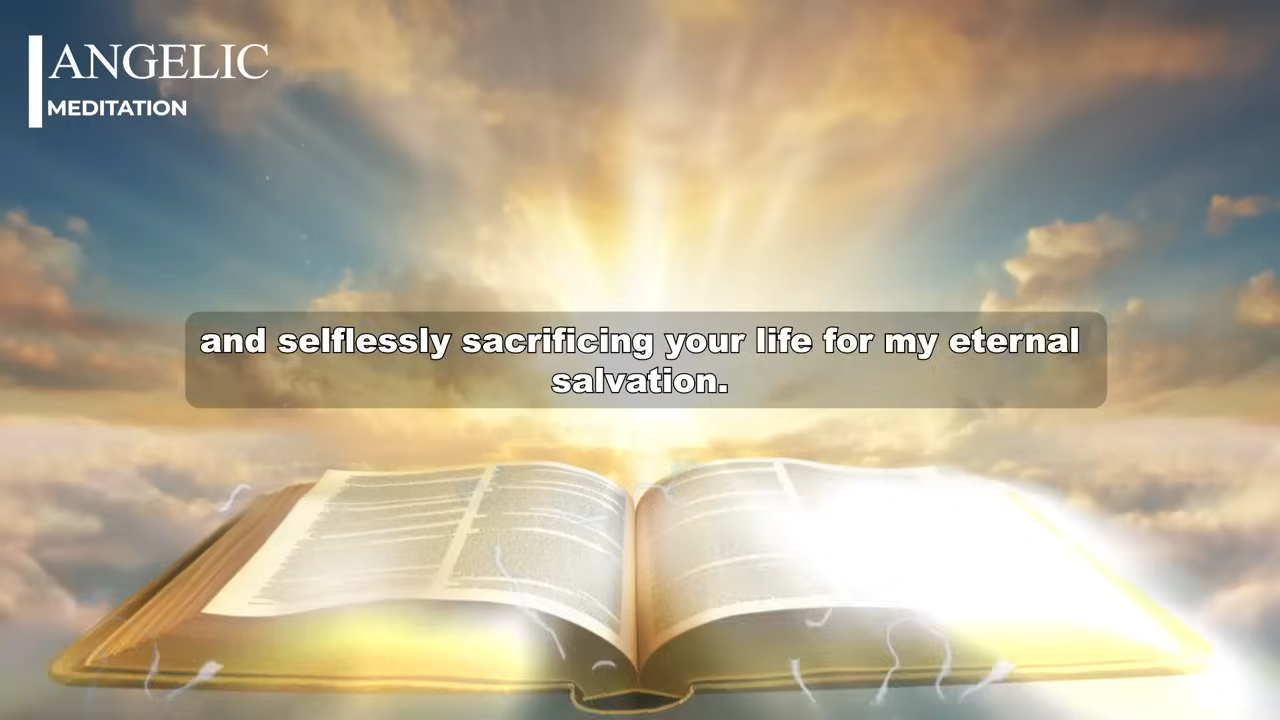 ANGELIC
MEDITATION
and selflessly sacrificing your life for my eternal
salvation.